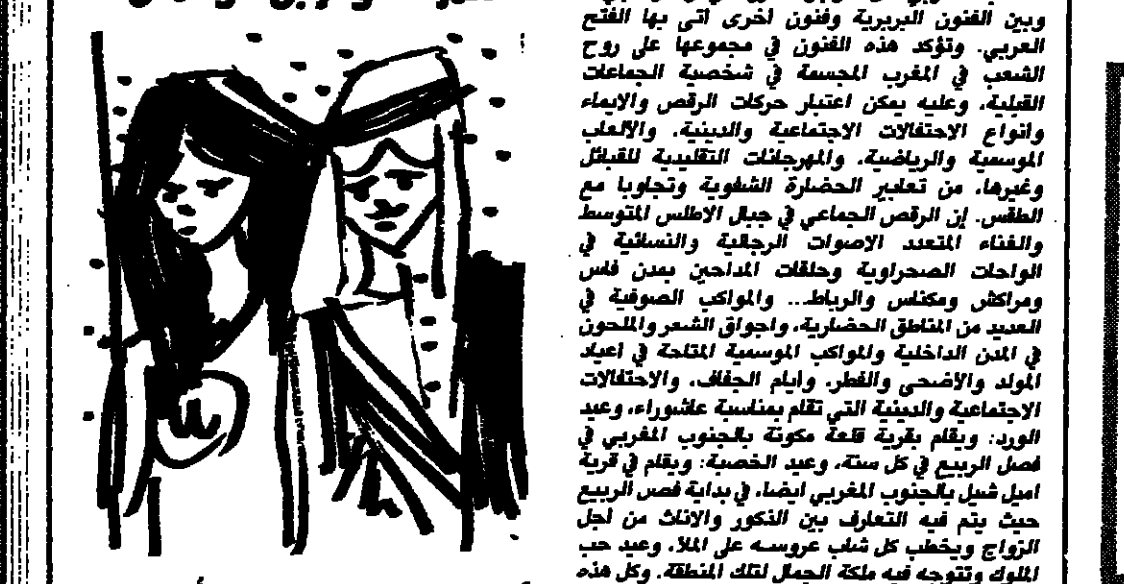 وبين الفنون البربرية وفنون اخرى اتى بها الفتح
العربي. وتؤكد هذه الفنون في مجموعها على روح
الشعب في المغرب المجسمة في شخصية الجماعات
القبلية، وعليه يمكن اعتبار حركات الرقص والايماء
وانواع الاحتفالات الاجتماعية والدينية، والالعاب
الموسمية والرياضية، والمهرجانات التقليدية للقبائل
وغيرها، من تعابير الحضارة الشفوية وتجاوبا مع
الطقس. إن الرقص الجماعي في جبال الاطلس المتوسط
والغناء المتعدد الاصوات الرجالية والنسائية في
الواحات الصحراوية وحلقات المداحين بمدن فاس
ومراكش ومكناس والرباط... والمواكب الصوفية في
العديد من المناطق الحضارية، واجواق الشعر والملحون
في المدن الداخلية والمواكب الموسمية المتاحة في أعياد
المولد والأضحى والفطر، وأيام الجفاف، والاحتفالات
الاجتماعية والدينية التي تقام بمناسبة عاشوراء، وعيد
الورد: ويقام بقرية قلعة مكونة بالجنوب المغربي في
فصل الربيع في كل سنة، وعيد الخصبة: ويقام في قرية
اميل شيل بالجنوب المغربي ايضا، في بداية فصس الربيع
حيث يتم فيه التعارف بين الذكور والاناث من أجل
الزواج ويخطب كل شاب عروسه على الملأ، وعيد حب
الملوك وتتوجه فيه ملكة الجمال لتلك المنطقة. وكل هذه